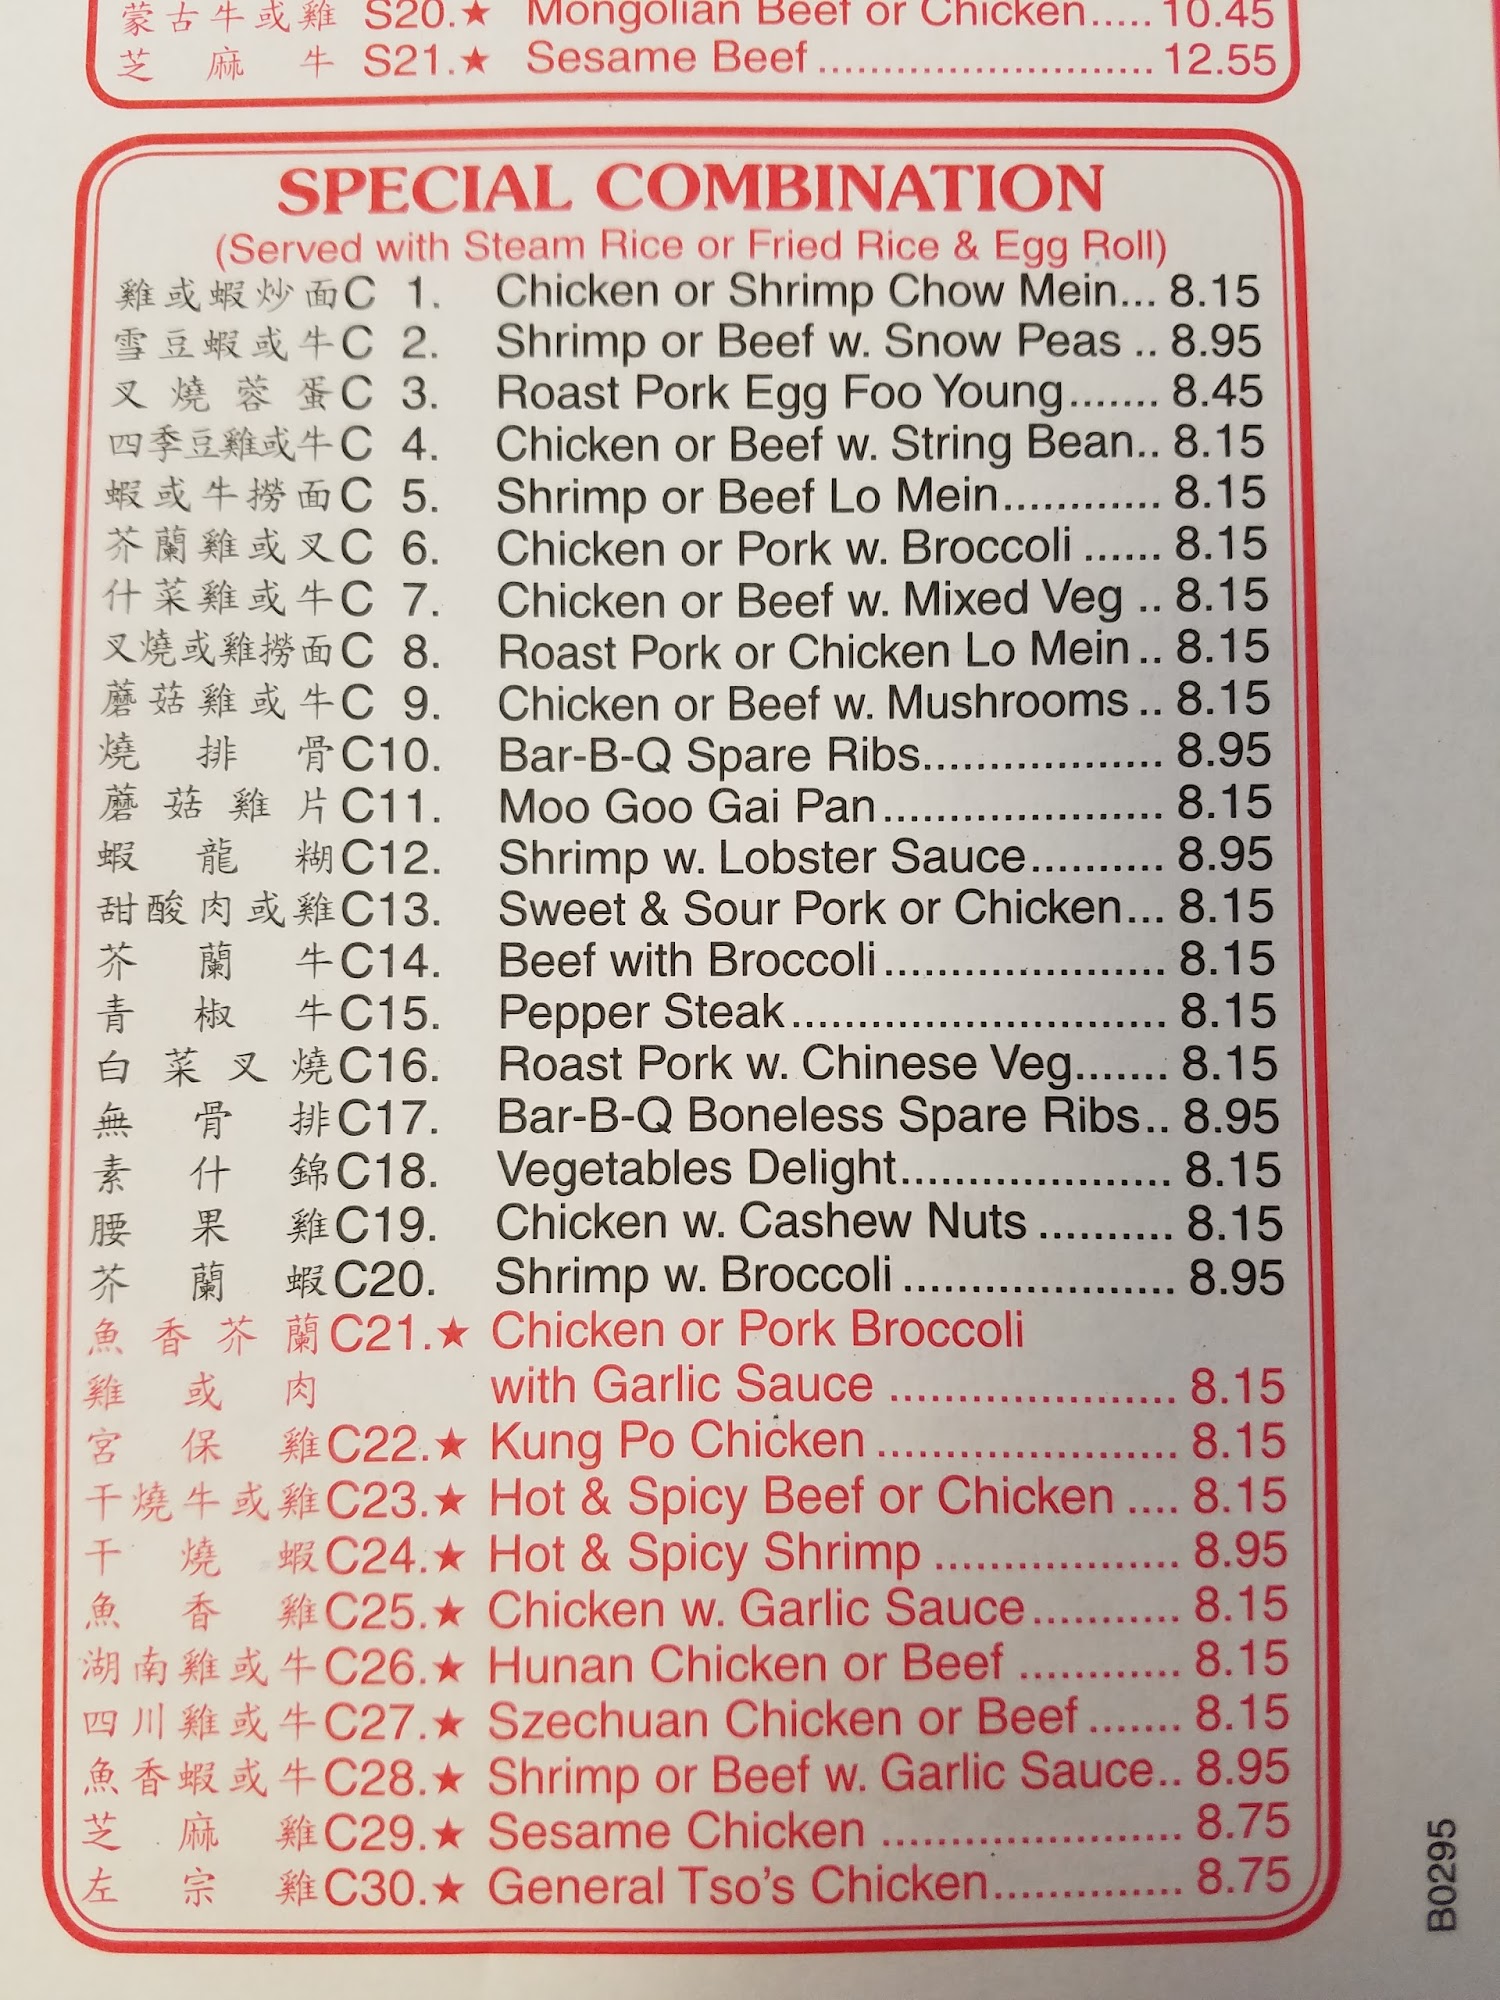 蒙古牛或雞 S20.★ Mongolian Beef or Chicken..... 10.45
芝麻牛 S21.★ Sesame Beef.......................... 12.55
SPECIAL COMBINATION
(Served with Steam Rice or Fried Rice & Egg Roll)
雞或蝦炒面 C 1. Chicken or Shrimp Chow Mein... 8.15
雪豆蝦或牛 C 2. Shrimp or Beef w. Snow Peas .. 8.95
叉燒蓉蛋 C 3. Roast Pork Egg Foo Young....... 8.45
四季豆雞或牛 C 4. Chicken or Beef w. String Bean.. 8.15
蝦或牛撈面 C 5. Shrimp or Beef Lo Mein............ 8.15
芥蘭雞或叉 C 6. Chicken or Pork w. Broccoli ...... 8.15
什菜雞或牛 C 7. Chicken or Beef w. Mixed Veg .. 8.15
叉燒或雞撈面 C 8. Roast Pork or Chicken Lo Mein.. 8.15
蘑菇雞或牛 C 9. Chicken or Beef w. Mushrooms.. 8.15
燒排骨 C10. Bar-B-Q Spare Ribs.................. 8.95
蘑菇雞片 C11. Moo Goo Gai Pan..................... 8.15
蝦龍糊 C12. Shrimp w. Lobster Sauce.......... 8.95
甜酸肉或雞 C13. Sweet & Sour Pork or Chicken... 8.15
芥蘭牛 C14. Beef with Broccoli..................... 8.15
青椒牛 C15. Pepper Steak............................ 8.15
白菜叉燒 C16. Roast Pork w. Chinese Veg....... 8.15
無骨排 C17. Bar-B-Q Boneless Spare Ribs.. 8.95
素什錦 C18. Vegetables Delight.................... 8.15
腰果雞 C19. Chicken w. Cashew Nuts .......... 8.15
芥蘭蝦 C20. Shrimp w. Broccoli .................... 8.95
魚香芥蘭 C21.★ Chicken or Pork Broccoli
雞或肉 with Garlic Sauce ..................... 8.15
宮保雞 C22.★ Kung Po Chicken ...................... 8.15
干燒牛或雞 C23.★ Hot & Spicy Beef or Chicken .... 8.15
干燒蝦 C24.★ Hot & Spicy Shrimp .................. 8.95
魚香雞 C25.★ Chicken w. Garlic Sauce........... 8.15
湖南雞或牛 C26.★ Hunan Chicken or Beef ............ 8.15
四川雞或牛 C27.★ Szechuan Chicken or Beef....... 8.15
魚香蝦或牛 C28.★ Shrimp or Beef w. Garlic Sauce.. 8.95
芝麻雞 C29.★ Sesame Chicken ...................... 8.75
左宗雞 C30.★ General Tso's Chicken.............. 8.75
B0295